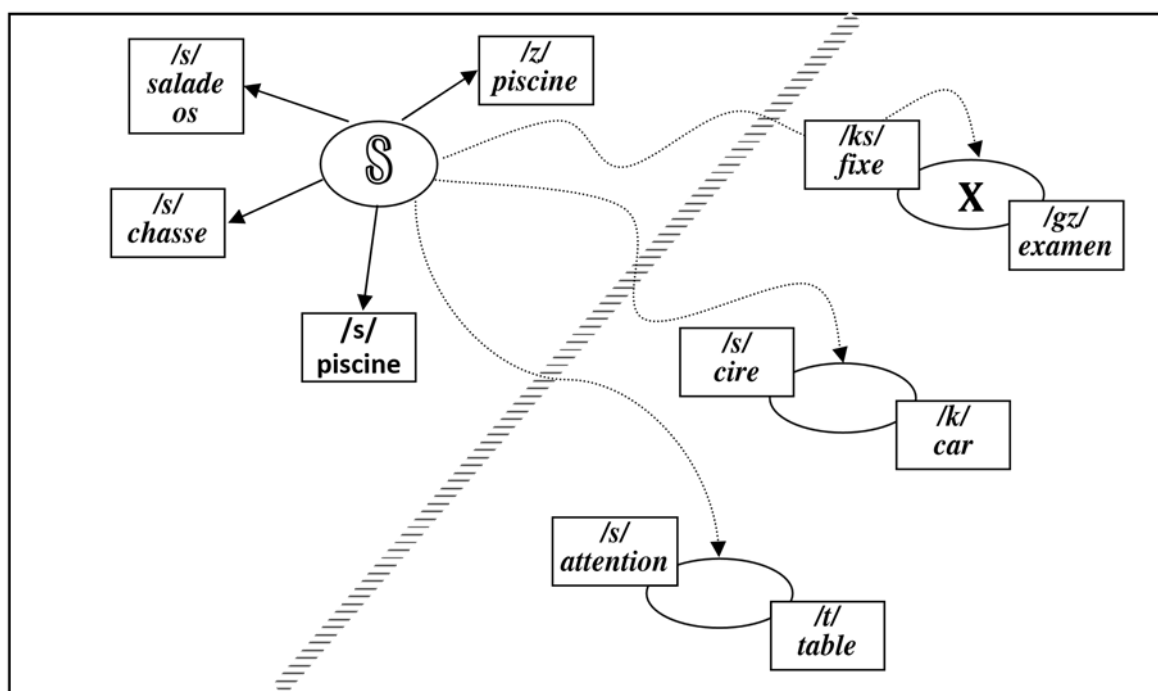 /s/
salade
os
/z/
piscine
S
/s/
chasse
/s/
piscine
/ks/
fixe
X
/gz/
examen
/s/
cire
/k/
car
/s/
attention
/t/
table